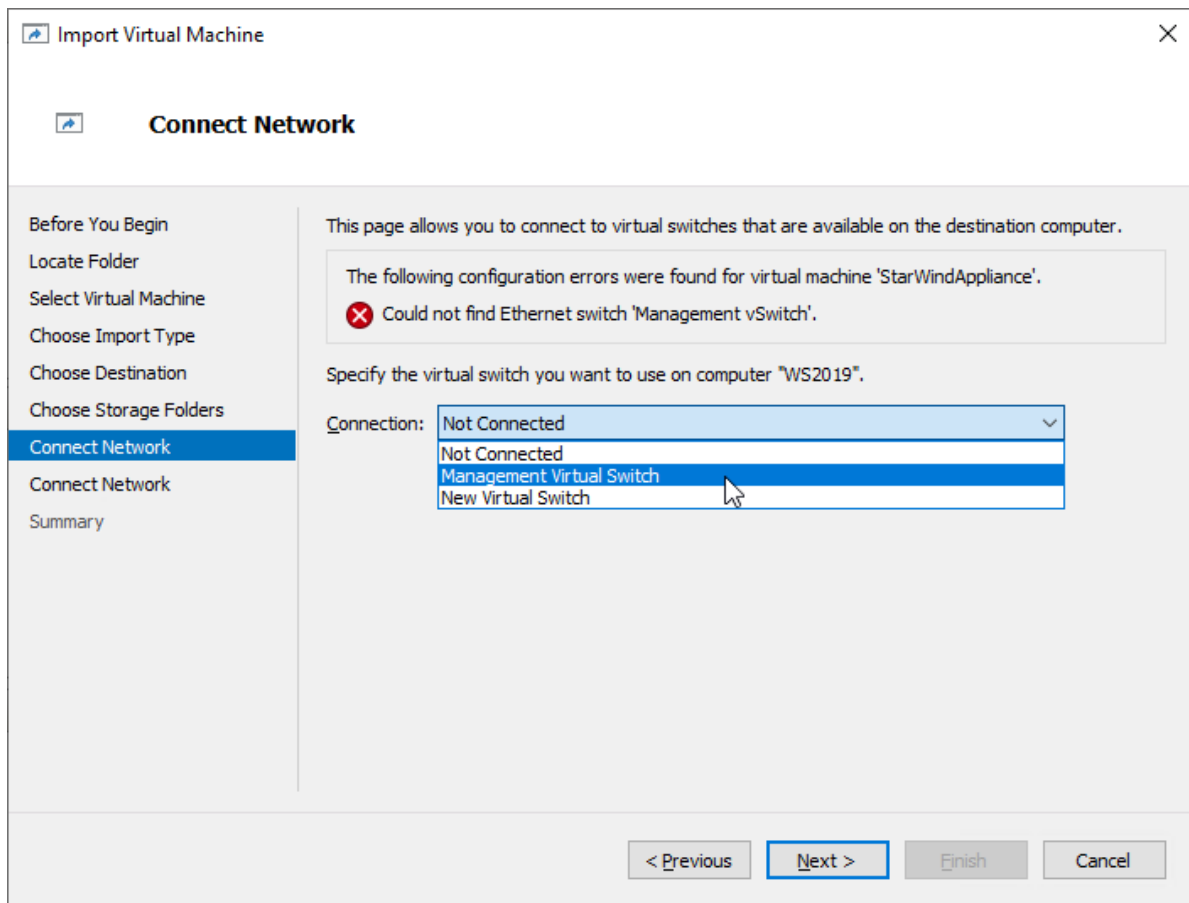 Import Virtual Machine
Connect Network
Before You Begin
Locate Folder
Select Virtual Machine
Choose Import Type
Choose Destination
Choose Storage Folders
Connect Network
Connect Network
Summary
This page allows you to connect to virtual switches that are available on the destination computer.
The following configuration errors were found for virtual machine 'StarWindAppliance'.
Could not find Ethernet switch 'Management vSwitch'.
Specify the virtual switch you want to use on computer "WS2019".
Connection: Not Connected
Not Connected
Management Virtual Switch
New Virtual Switch
< Previous Next > Finish Cancel